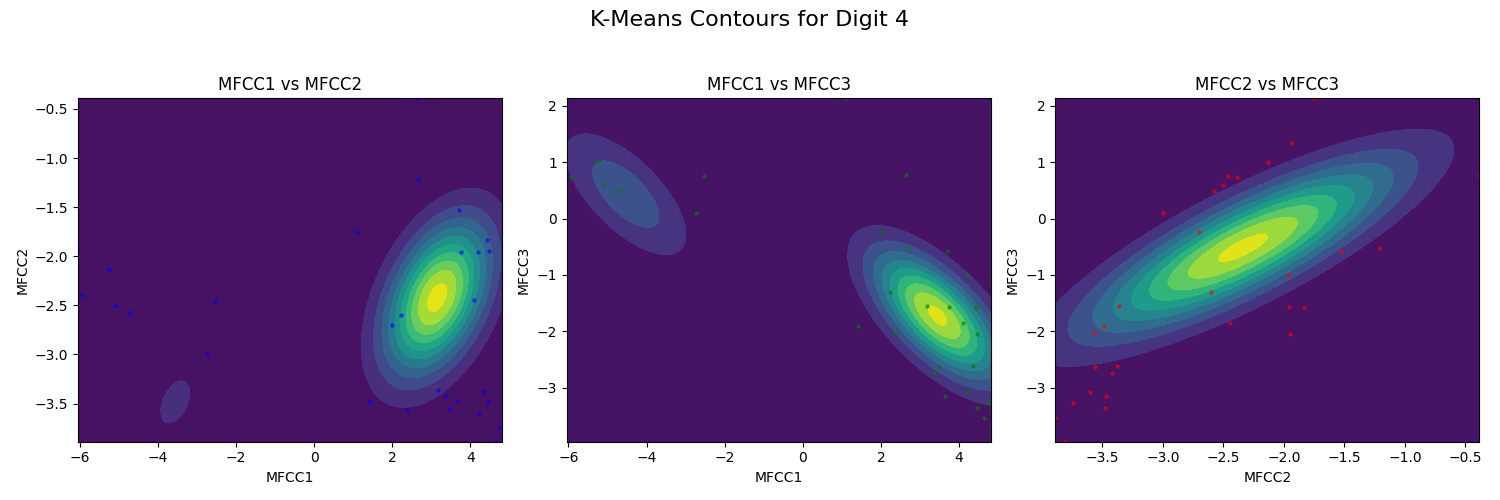 K-Means Contours for Digit 4
MFCC1 vs MFCC2
MFCC1 vs MFCC3
MFCC2 vs MFCC3
MFCC2
−0.5
−1.0
−1.5
−2.0
−2.5
−3.0
−3.5
−6 −4 −2 0 2 4
MFCC1
MFCC3
2
1
0
−1
−2
−3
−6 −4 −2 0 2 4
MFCC1
MFCC3
2
1
0
−1
−2
−3
−3.5 −3.0 −2.5 −2.0 −1.5 −1.0 −0.5
MFCC2